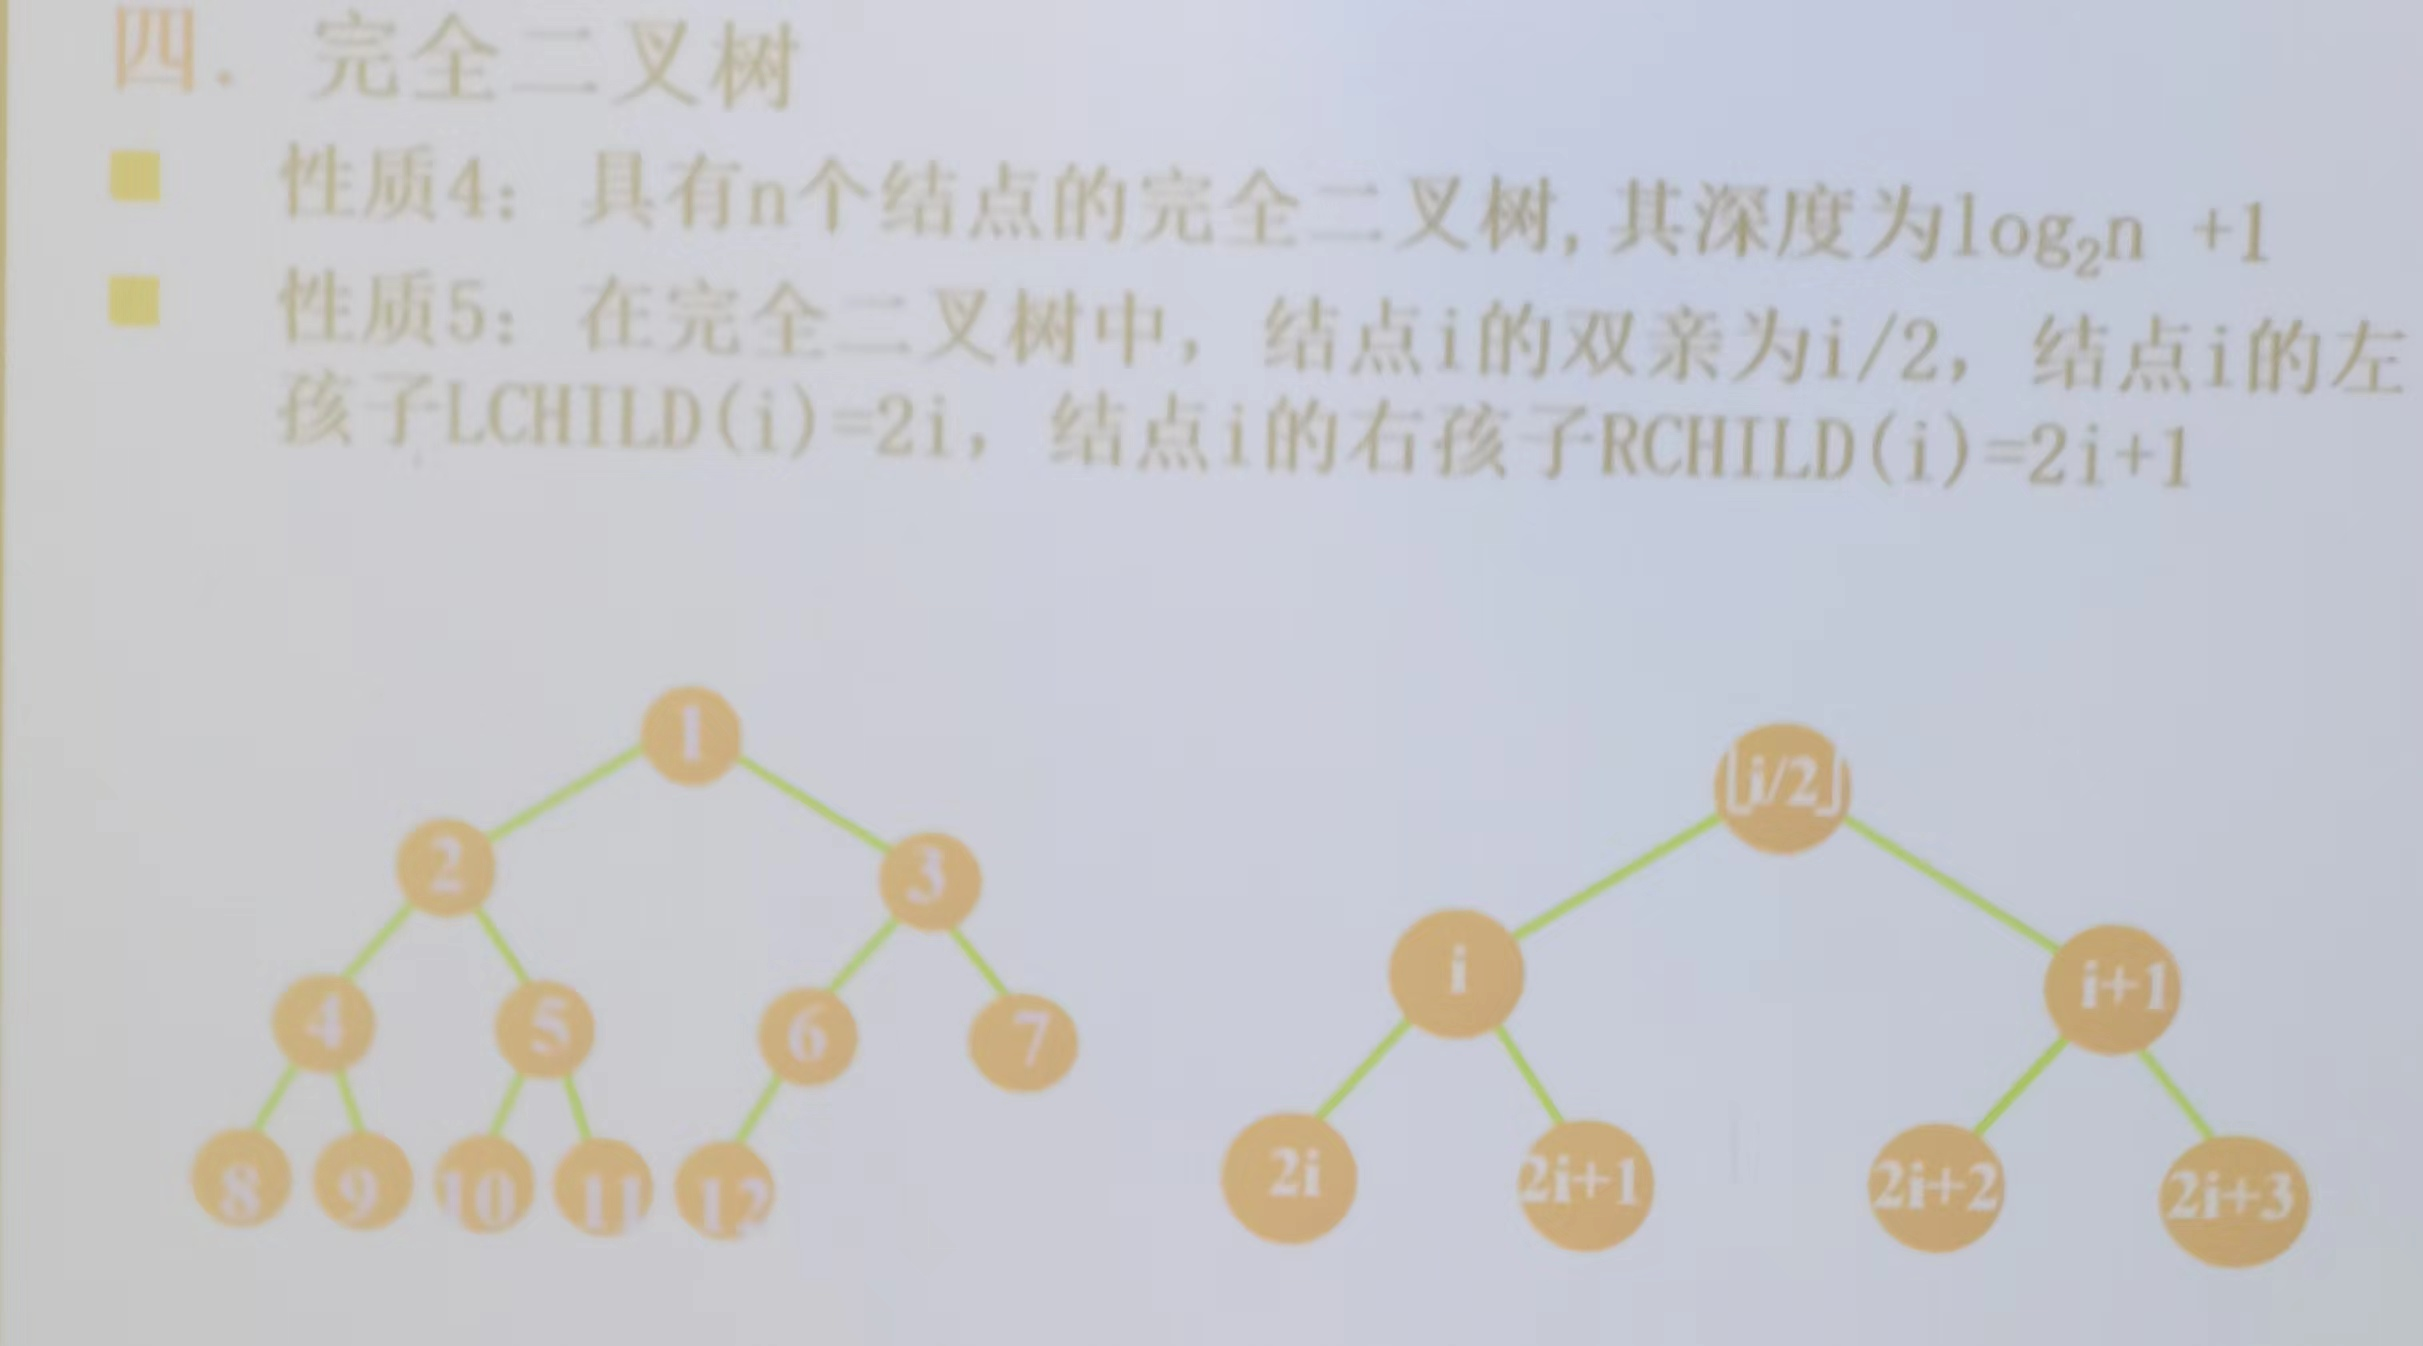 四. 完全二叉树
性质4: 具有n个结点的完全二叉树,其深度为log₂n +1
性质5: 在完全二叉树中，结点i的双亲为i/2，结点i的左
孩子LCHILD(i)=2i，结点i的右孩子RCHILD(i)=2i+1
1
2 3
4 5 6 7
8 9 10 11 12
⌊i/2⌋
i i+1
2i 2i+1 2i+2 2i+3